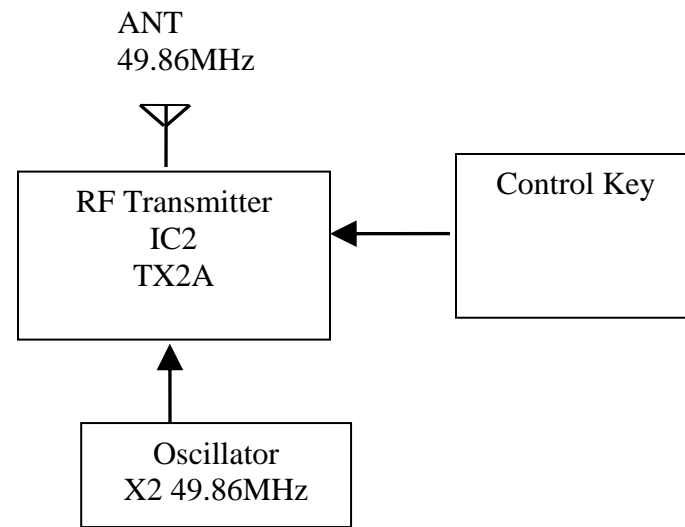 ANT
49.86MHz
RF Transmitter
IC2
TX2A
Control Key
Oscillator
X2 49.86MHz